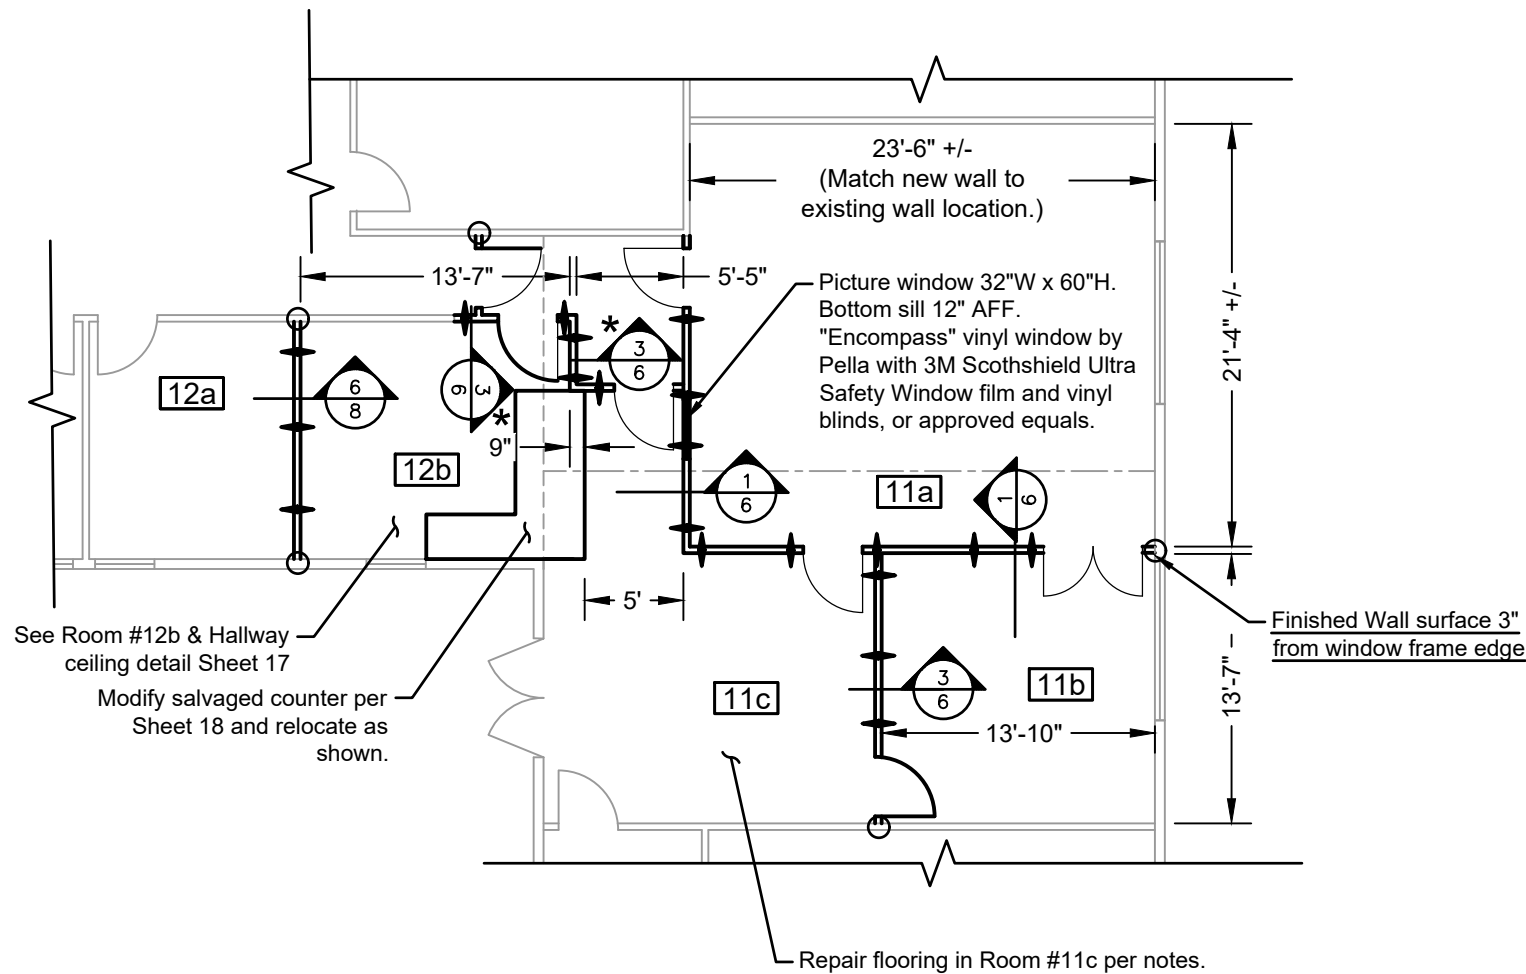 23'-6" +/-
(Match new wall to
existing wall location.)
13'-7"
5'-5"
Picture window 32"W x 60"H.
Bottom sill 12" AFF.
"Encompass" vinyl window by
Pella with 3M Scothshield Ultra
Safety Window film and vinyl
blinds, or approved equals.
21'-4" +/-
*
3
6
12a
6
8
3
6
*
9"
12b
1
6
11a
1
6
5'
See Room #12b & Hallway
ceiling detail Sheet 17
Modify salvaged counter per
Sheet 18 and relocate as
shown.
Finished Wall surface 3"
from window frame edge
11c
3
6
11b
13'-7"
13'-10"
Repair flooring in Room #11c per notes.